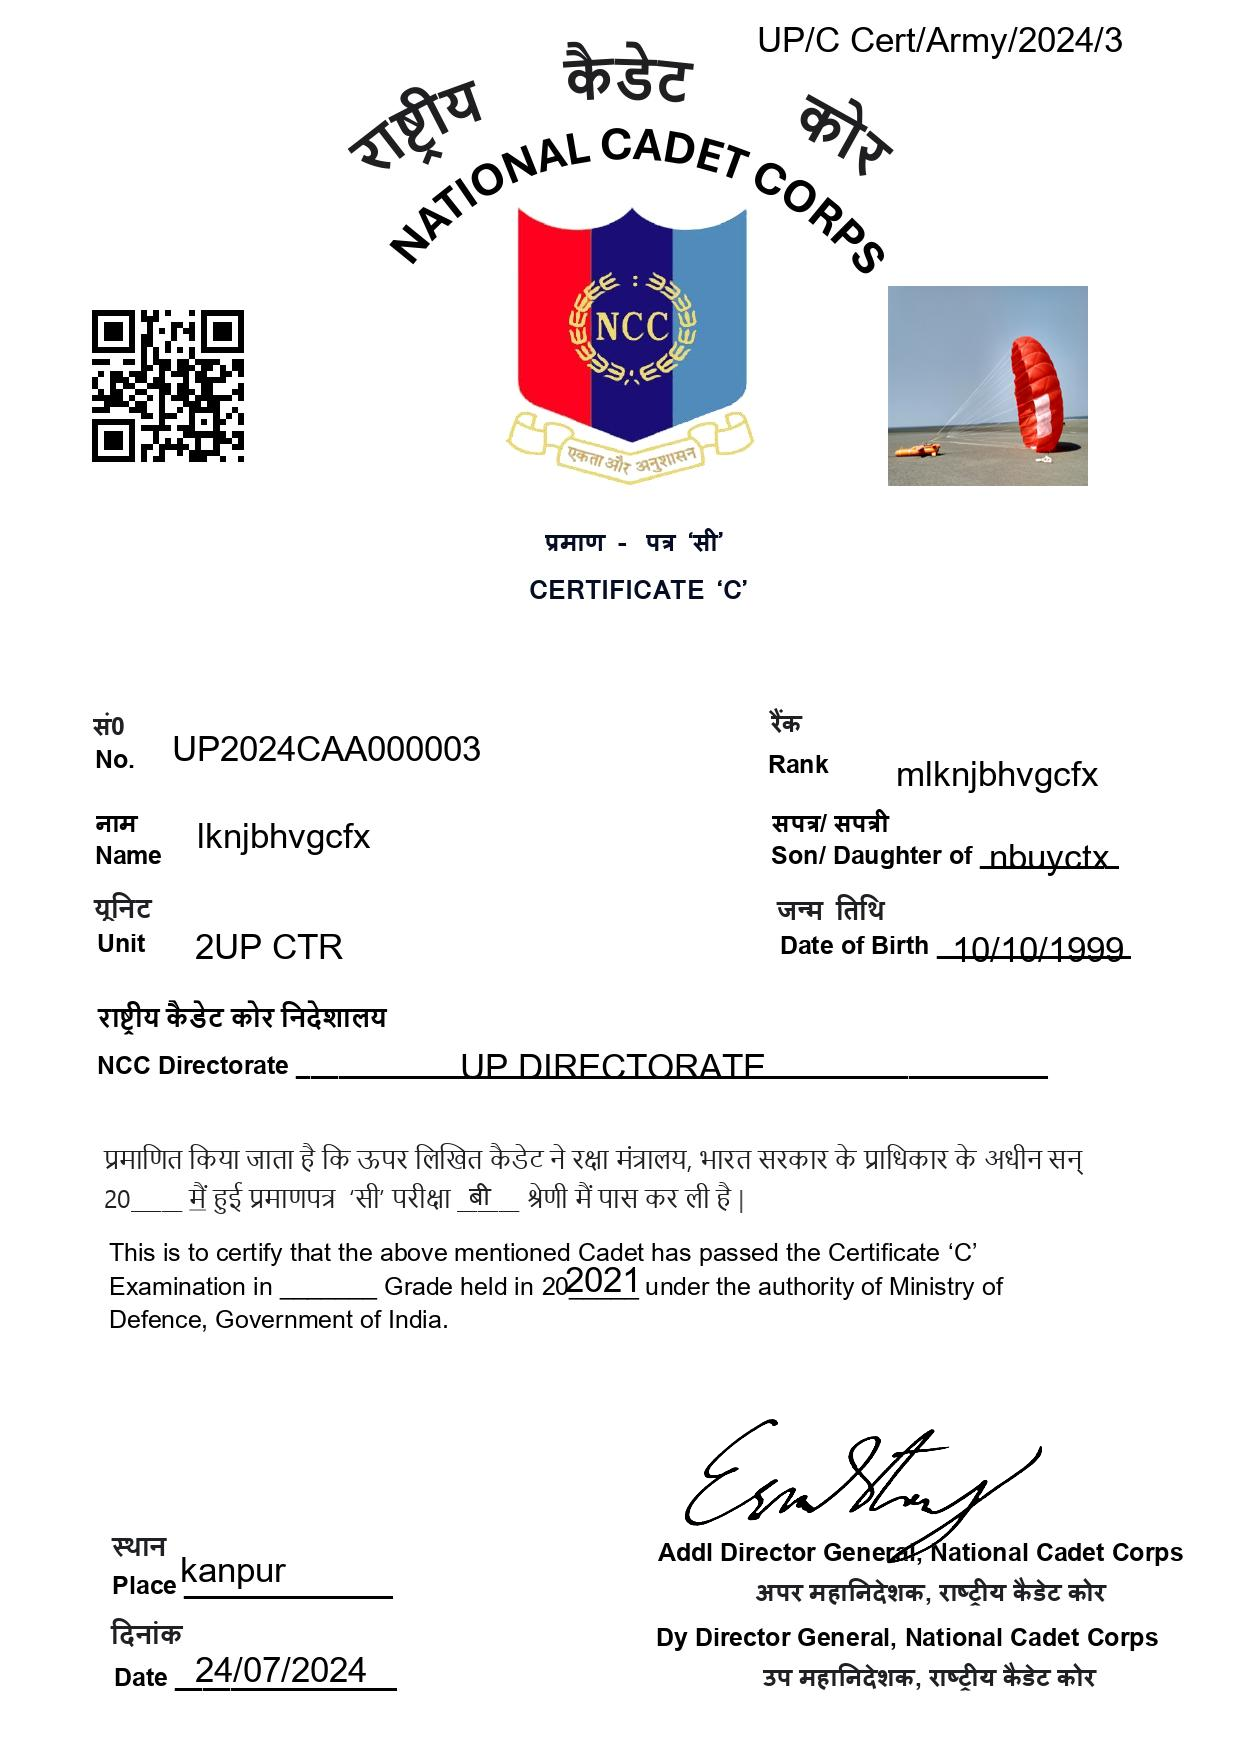 UP/C Cert/Army/2024/3
राष्ट्रीय कैडेट कोर
NATIONAL CADET CORPS
NCC
एकता और अनुशासन
प्रमाण - पत्र ‘सी’
CERTIFICATE ‘C’
सं0
No. UP2024CAA000003
रैंक
Rank mlknjbhvgcfx
नाम
Name lknjbhvgcfx
सपत्र/ सपत्री
Son/ Daughter of nbuyctx
यूनिट
Unit 2UP CTR
जन्म तिथि
Date of Birth 10/10/1999
राष्ट्रीय कैडेट कोर निदेशालय
NCC Directorate UP DIRECTORATE
प्रमाणित किया जाता है कि ऊपर लिखित कैडेट ने रक्षा मंत्रालय, भारत सरकार के प्राधिकार के अधीन सन्
20____ मैं हुई प्रमाणपत्र ‘सी’ परीक्षा बी श्रेणी मैं पास कर ली है |
This is to certify that the above mentioned Cadet has passed the Certificate ‘C’
Examination in _______ Grade held in 202021 under the authority of Ministry of
Defence, Government of India.
स्थान
Place kanpur
दिनांक
Date 24/07/2024
Addl Director General, National Cadet Corps
अपर महानिदेशक, राष्ट्रीय कैडेट कोर
Dy Director General, National Cadet Corps
उप महानिदेशक, राष्ट्रीय कैडेट कोर